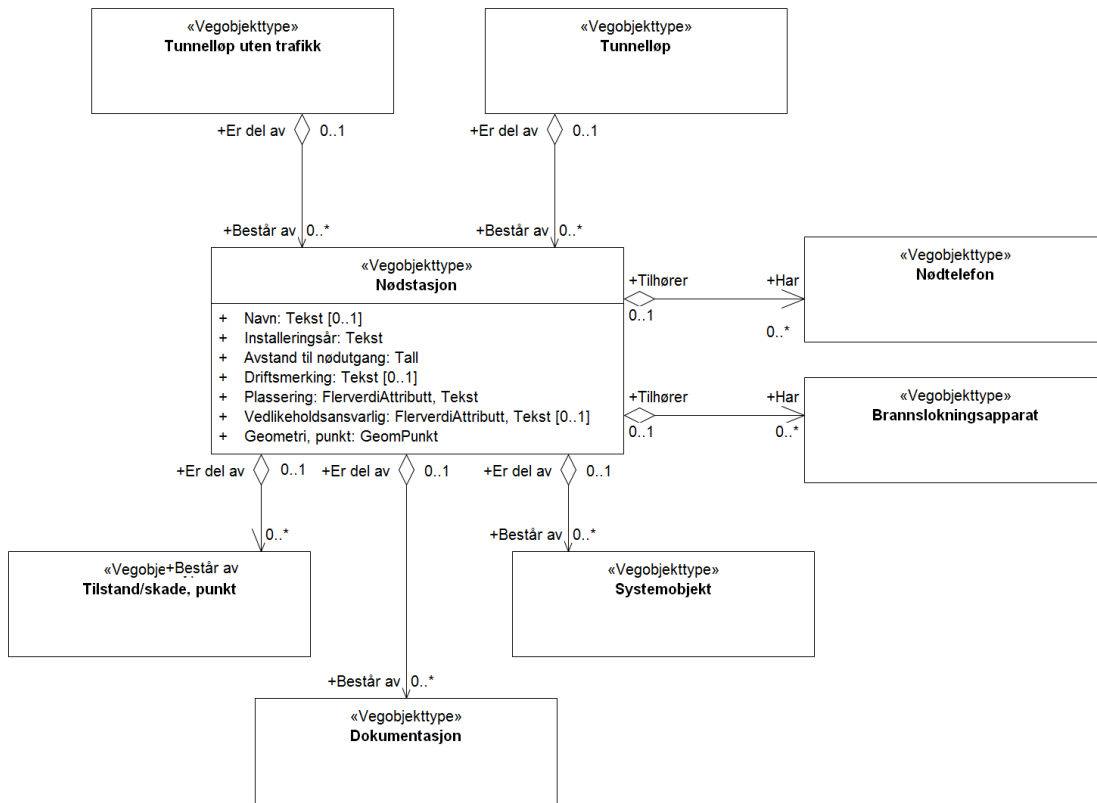 «Vegobjekttype»
Tunnelløp uten trafikk
«Vegobjekttype»
Tunnelløp
+Er del av 0..1
+Er del av 0..1
+Består av 0..*
+Består av 0..*
«Vegobjekttype»
Nødstasjon
+ Navn: Tekst [0..1]
+ Installeringsår: Tekst
+ Avstand til nødutgang: Tall
+ Driftsmerking: Tekst [0..1]
+ Plassering: FlerverdiAttributt, Tekst
+ Vedlikeholdsansvarlig: FlerverdiAttributt, Tekst [0..1]
+ Geometri, punkt: GeomPunkt
+Tilhører +Har
0..1 0..*
«Vegobjekttype»
Nødtelefon
+Tilhører +Har
0..1 0..*
«Vegobjekttype»
Brannslokningsapparat
+Er del av 0..1
+Er del av 0..1
+Er del av 0..1
0..*
+Består av
+Består av 0..*
«Vegobje
Tilstand/skade, punkt
«Vegobjekttype»
Systemobjekt
+Består av 0..*
«Vegobjekttype»
Dokumentasjon